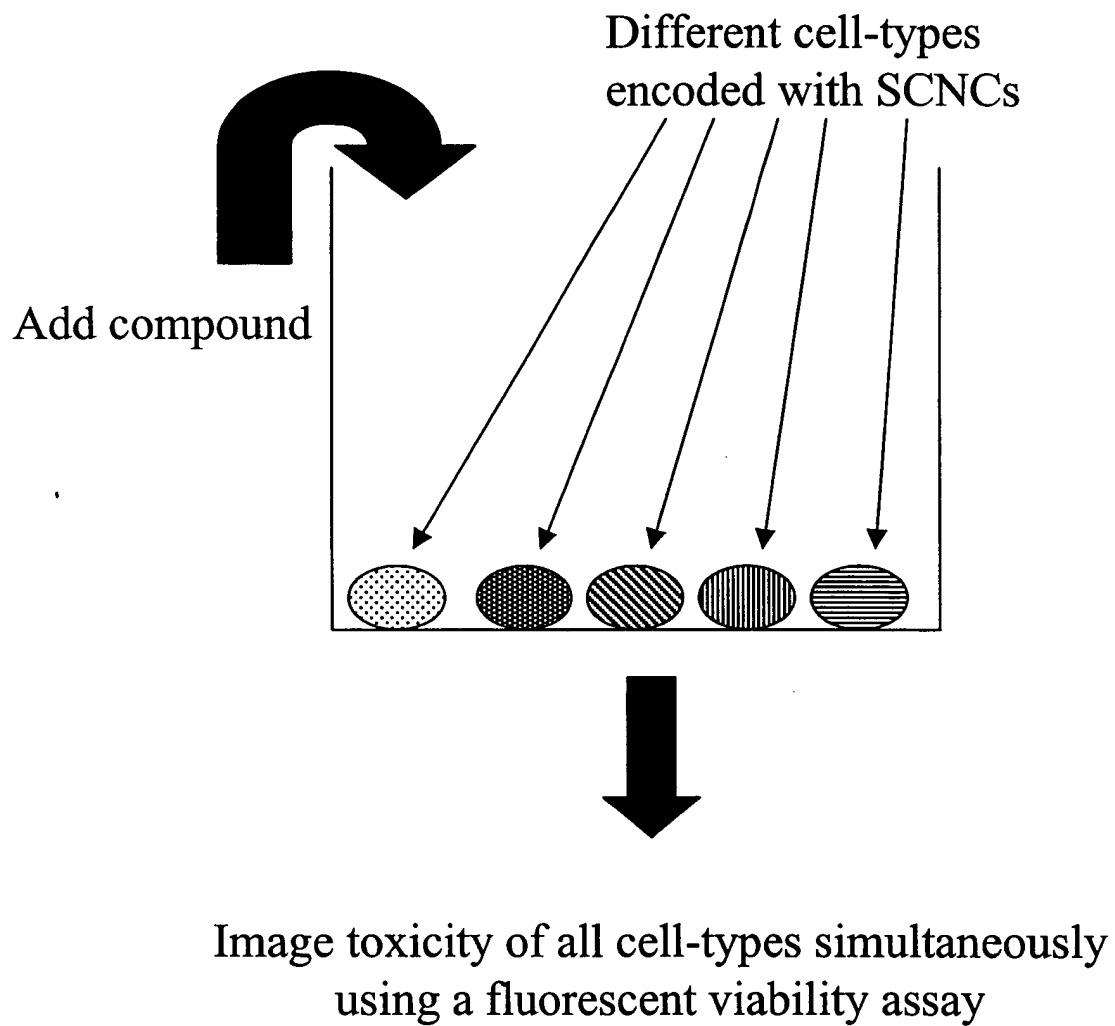 Different cell-types
encoded with SCNCs
Add compound
Image toxicity of all cell-types simultaneously
using a fluorescent viability assay